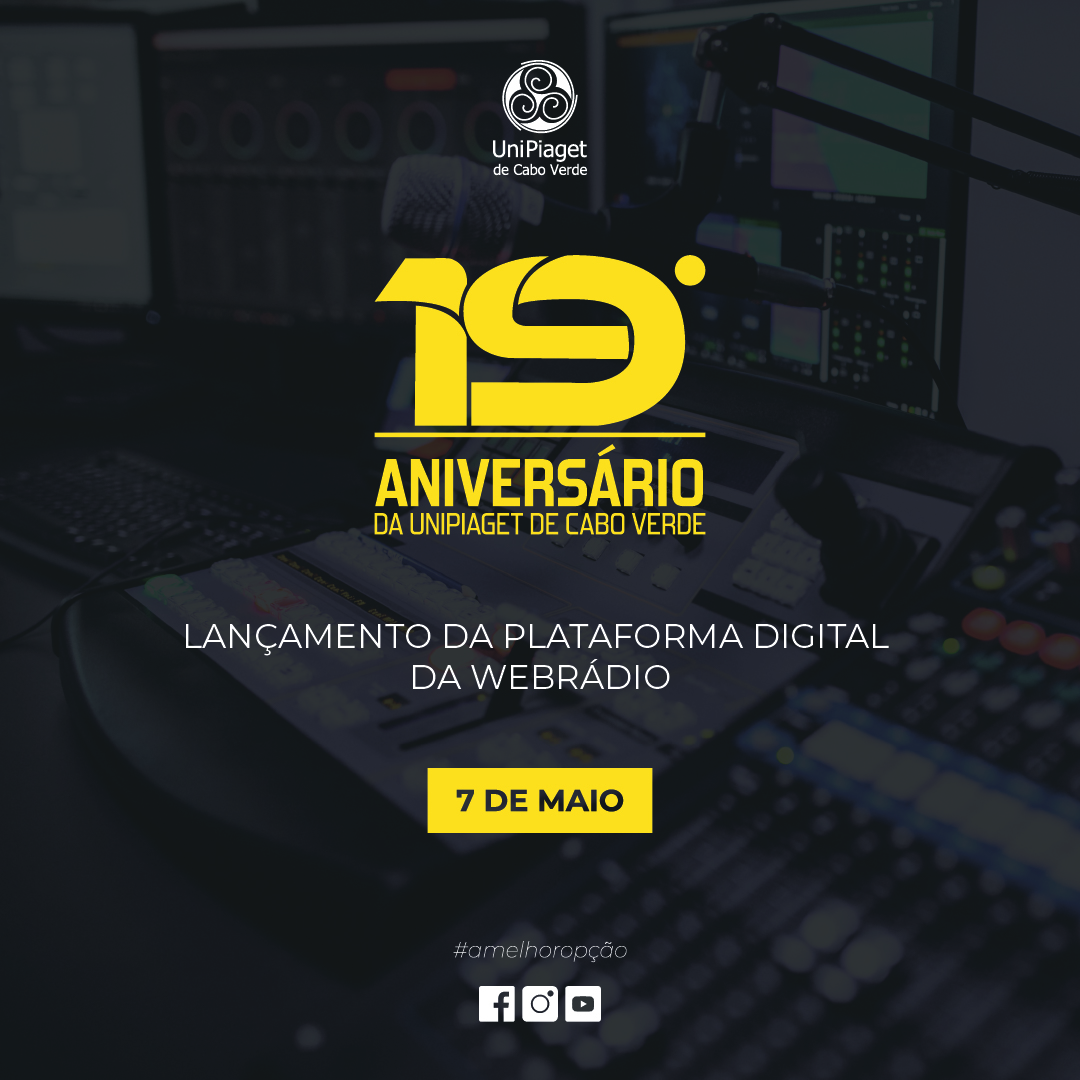 UniPiaget
de Cabo Verde
19º
ANIVERSÁRIO
DA UNIPIAGET DE CABO VERDE
LANÇAMENTO DA PLATAFORMA DIGITAL
DA WEBRÁDIO
7 DE MAIO
#amelhoropção